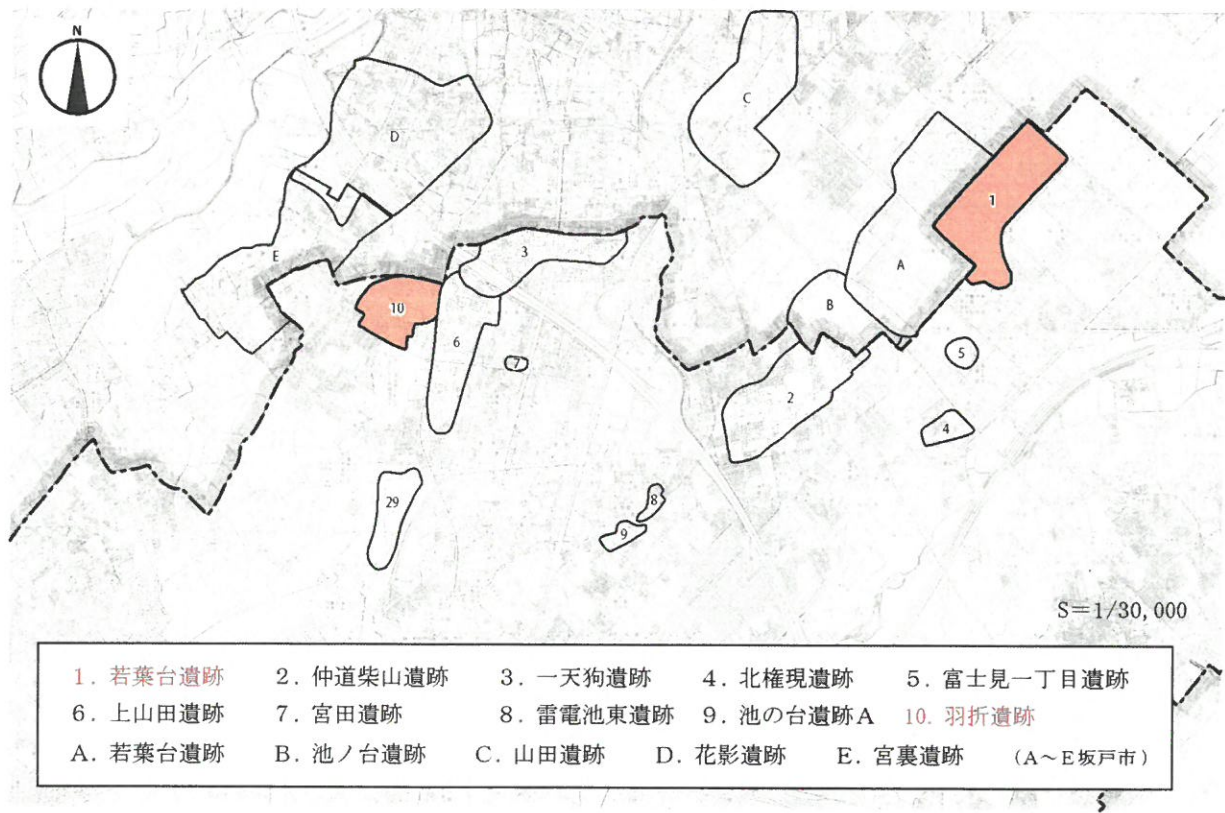 N
D
C
1
3
E
A
10
B
6
5
7
2
4
29
8
9
S=1/30,000
1. 若葉台遺跡 2. 仲道柴山遺跡 3. 一天狗遺跡 4. 北権現遺跡 5. 富士見一丁目遺跡
6. 上山田遺跡 7. 宮田遺跡 8. 雷電池東遺跡 9. 池の台遺跡A 10. 羽折遺跡
A. 若葉台遺跡 B. 池ノ台遺跡 C. 山田遺跡 D. 花影遺跡 E. 宮裏遺跡 (A～E坂戸市)